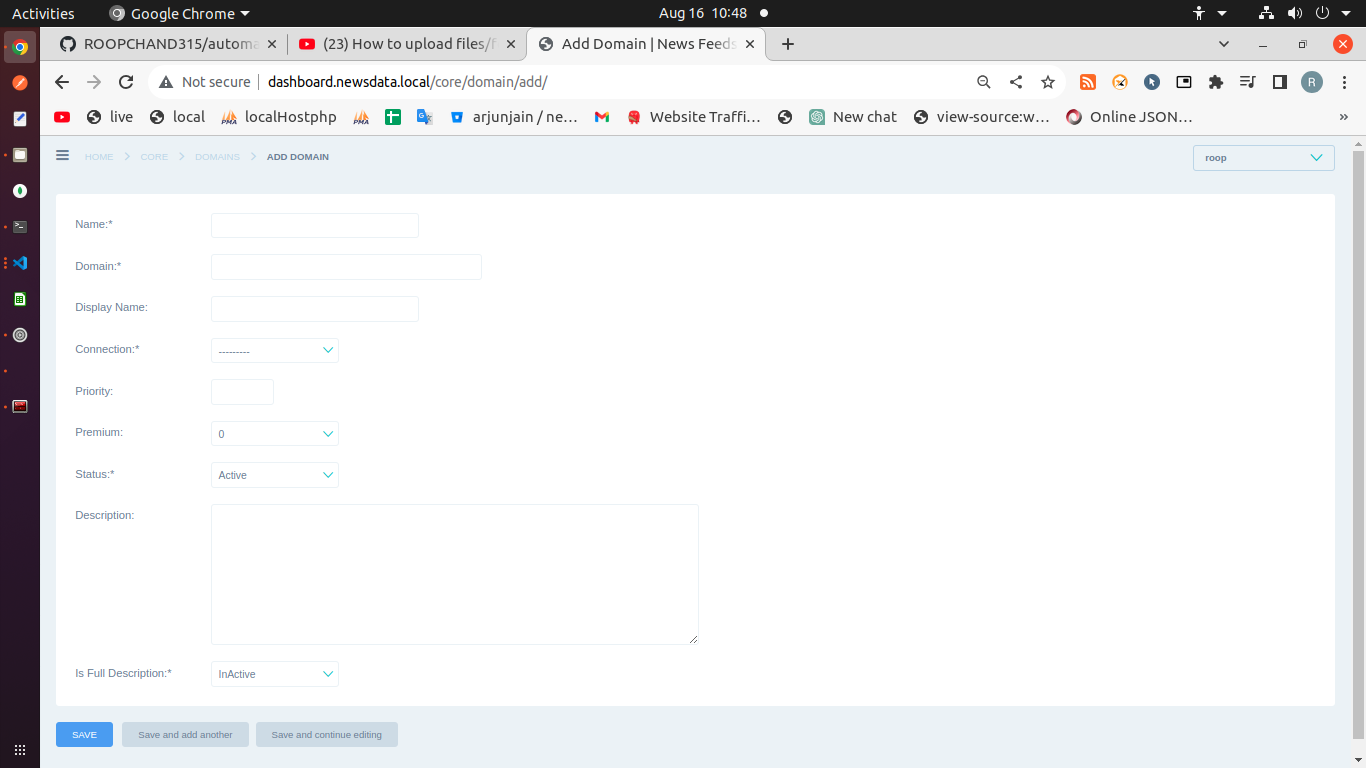 Activities Google Chrome Aug 16 10:48
ROOPCHAND315/automa (23) How to upload files/f Add Domain | News Feeds
Not secure dashboard.newsdata.local/core/domain/add/ R
live local PMA localHostphp PMA arjunjain / ne… Website Traffi… New chat view-source:w… Online JSON… »
HOME CORE DOMAINS ADD DOMAIN roop
Name:*
Domain:*
Display Name:
Connection:* ---------
Priority:
Premium: 0
Status:* Active
Description:
Is Full Description:* InActive
SAVE Save and add another Save and continue editing